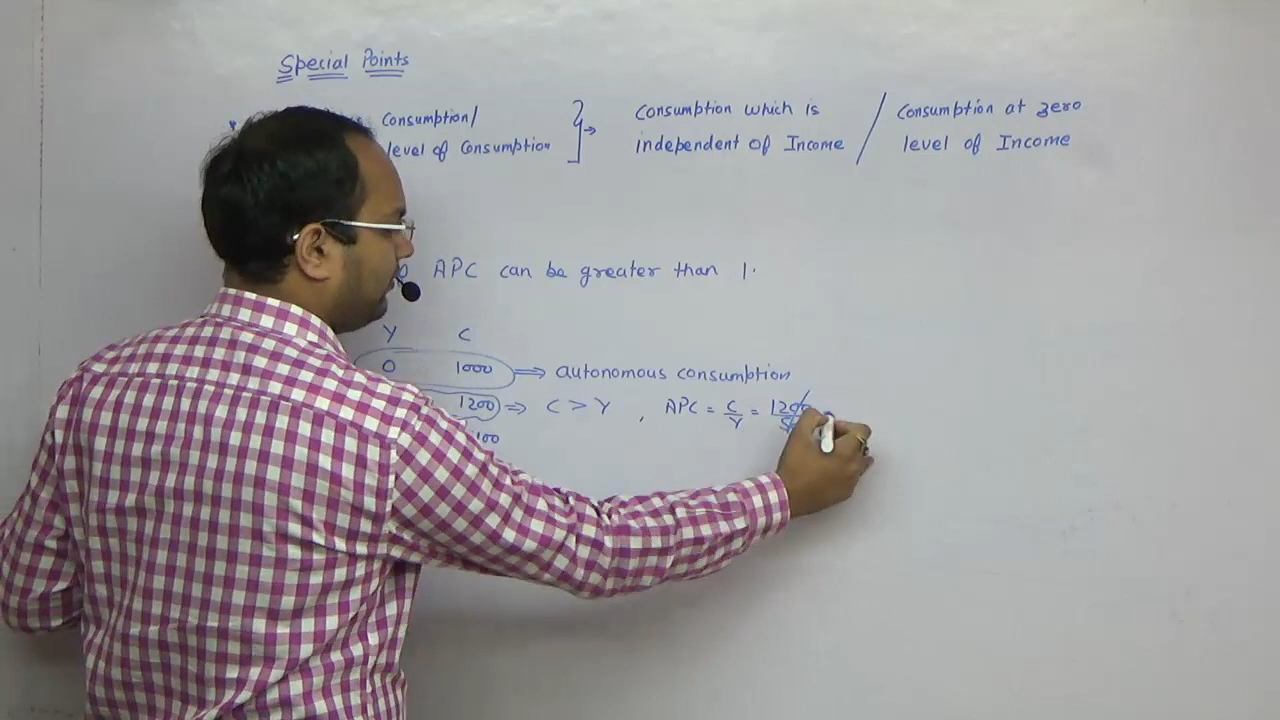 Special Points
Consumption/
level of Consumption
Consumption which is
independent of Income
/
Consumption at zero
level of Income
APC can be greater than 1.
Y C
0 1000 ⇒ autonomous consumption
1200 ⇒ C > Y , APC = C/Y = 1200